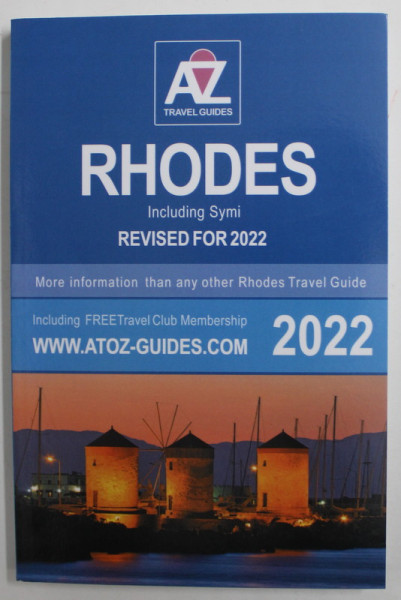 AZ
TRAVEL GUIDES
RHODES
Including Symi
REVISED FOR 2022
More information than any other Rhodes Travel Guide
Including FREETravel Club Membership
WWW.ATOZ-GUIDES.COM
2022